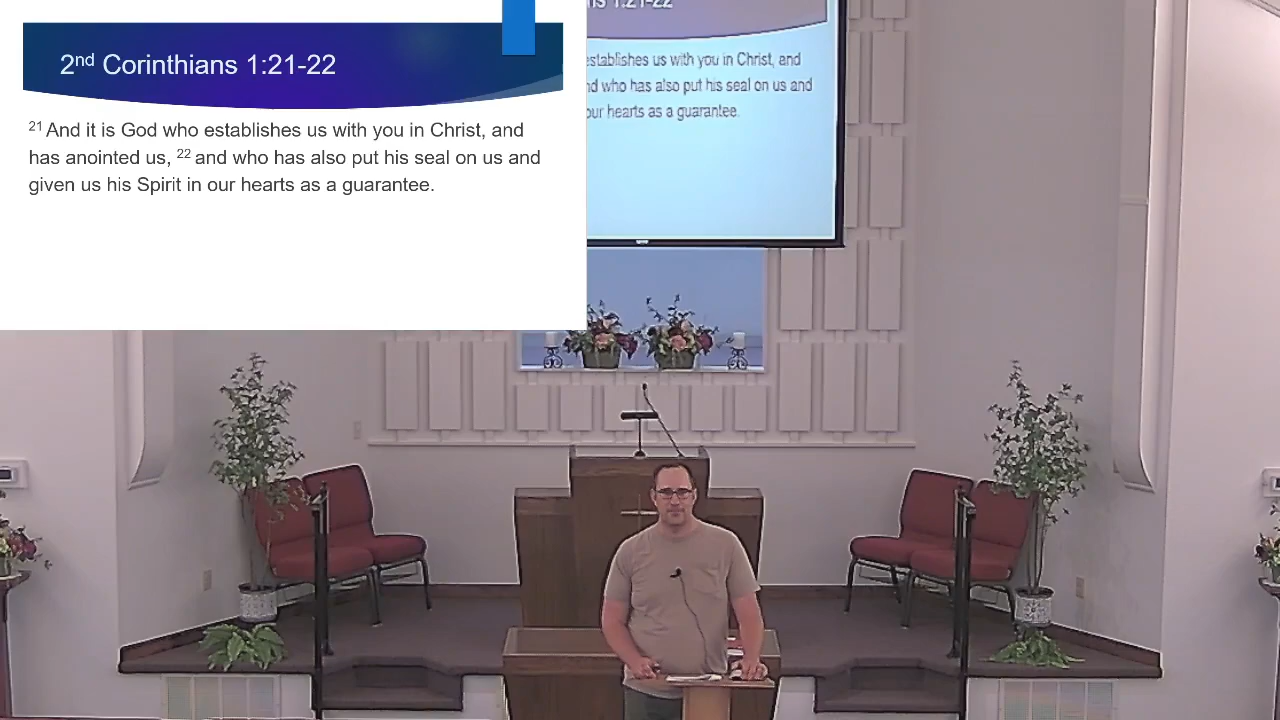 2nd Corinthians 1:21-22
21 And it is God who establishes us with you in Christ, and
has anointed us, 22 and who has also put his seal on us and
given us his Spirit in our hearts as a guarantee.
1:21-22
establishes us with you in Christ, and
who has also put his seal on us and
our hearts as a guarantee.